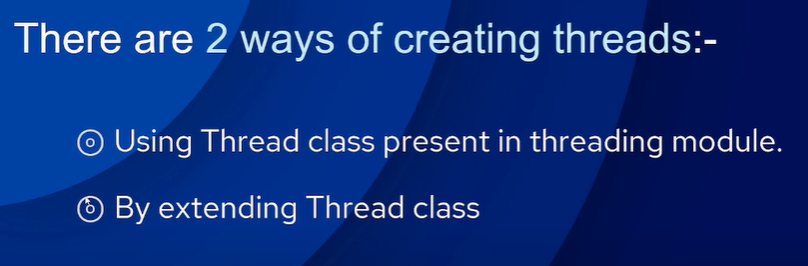 There are 2 ways of creating threads:-
Using Thread class present in threading module.
By extending Thread class